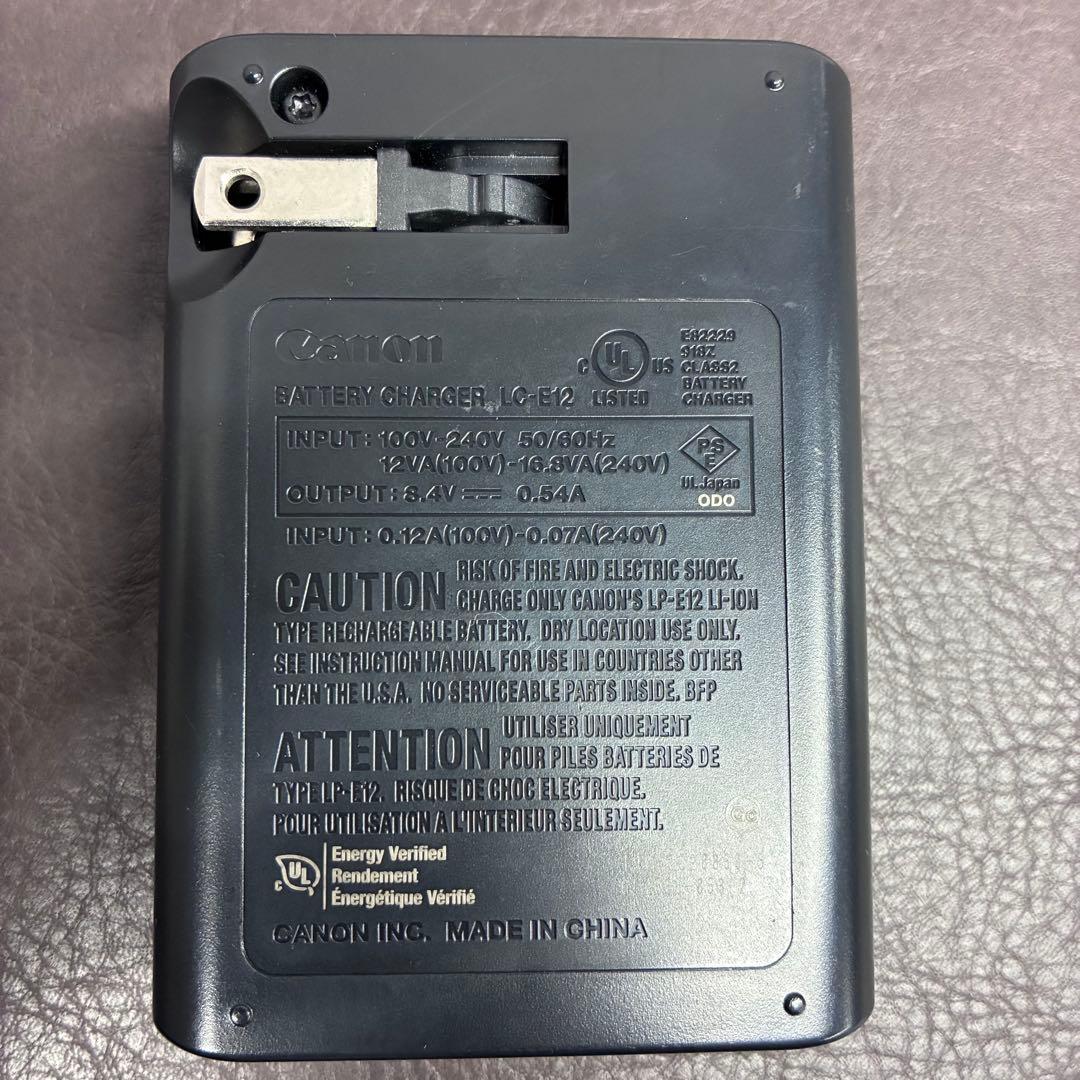 Canon
BATTERY CHARGER LC-E12
C UL US
LISTED
E82229
918Z
CLASS2
BATTERY
CHARGER
INPUT: 100V-240V 50/60Hz
12VA(100V)-16.8VA(240V)
OUTPUT: 8.4V⎓ 0.54A
PS
E
UL Japan
ODO
INPUT: 0.12A(100V)-0.07A(240V)
CAUTION RISK OF FIRE AND ELECTRIC SHOCK.
CHARGE ONLY CANON'S LP-E12 LI-ION
TYPE RECHARGEABLE BATTERY. DRY LOCATION USE ONLY.
SEE INSTRUCTION MANUAL FOR USE IN COUNTRIES OTHER
THAN THE U.S.A. NO SERVICEABLE PARTS INSIDE. BFP
ATTENTION UTILISER UNIQUEMENT
POUR PILES BATTERIES DE
TYPE LP-E12. RISQUE DE CHOC ELECTRIQUE.
POUR UTILISATION A L'INTERIEUR SEULEMENT.
GC
C UL
Energy Verified
Rendement
Énergétique Vérifié
CANON INC. MADE IN CHINA